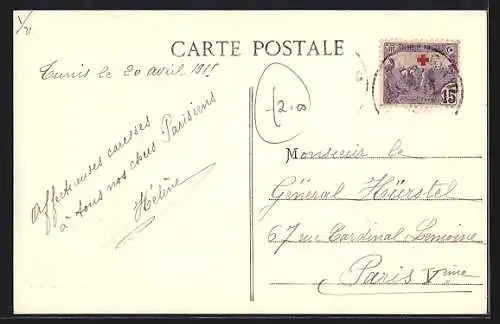 CARTE POSTALE
Tunis le 20 avril 1915
Affectueuses caresses
à tous nos chers Parisiens
Hélène
15
Monsieur le
Général Hürstel
67 rue Cardinal Lemoine
Paris Vème